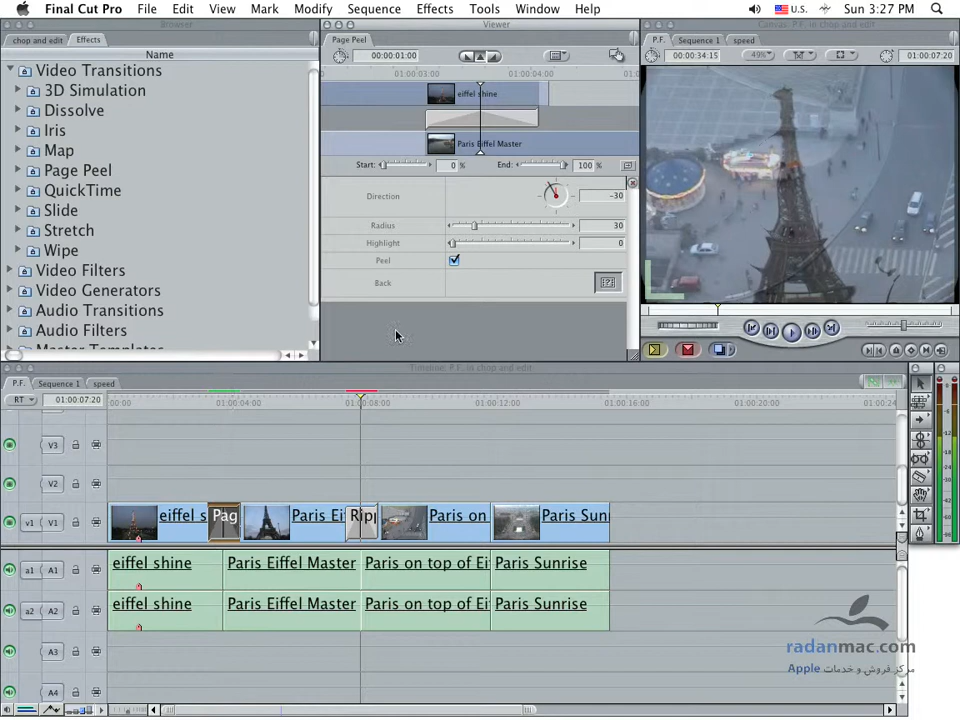 Final Cut Pro File Edit View Mark Modify Sequence Effects Tools Window Help U.S. Sun 3:27 PM
Browser
Viewer
Canvas: P.F. in chop and edit
chop and edit Effects
Name
Video Transitions
3D Simulation
Dissolve
Iris
Map
Page Peel
QuickTime
Slide
Stretch
Wipe
Video Filters
Video Generators
Audio Transitions
Audio Filters
Master Templates
Page Peel
00:00:01:00
01:00:03:00 01:00:04:00
eiffel shine
Paris Eiffel Master
Start: 0 % End: 100 %
Direction -30
Radius 30
Highlight 0
Peel
Back
P.F. Sequence 1 speed
00:00:34:15 49% 01:00:07:20
Timeline: P.F. in chop and edit
P.F. Sequence 1 speed
RT 01:00:07:20 00:00 01:00:04:00 01:00:08:00 01:00:12:00 01:00:16:00 01:00:20:00 01:00:24
V3
V2
v1 V1 eiffel s Pag Paris Ei Ripp Paris on Paris Sun
a1 A1 eiffel shine Paris Eiffel Master Paris on top of Ei Paris Sunrise
a2 A2 eiffel shine Paris Eiffel Master Paris on top of Ei Paris Sunrise
A3
A4
radanmac.com
مرکز فروش و خدمات Apple